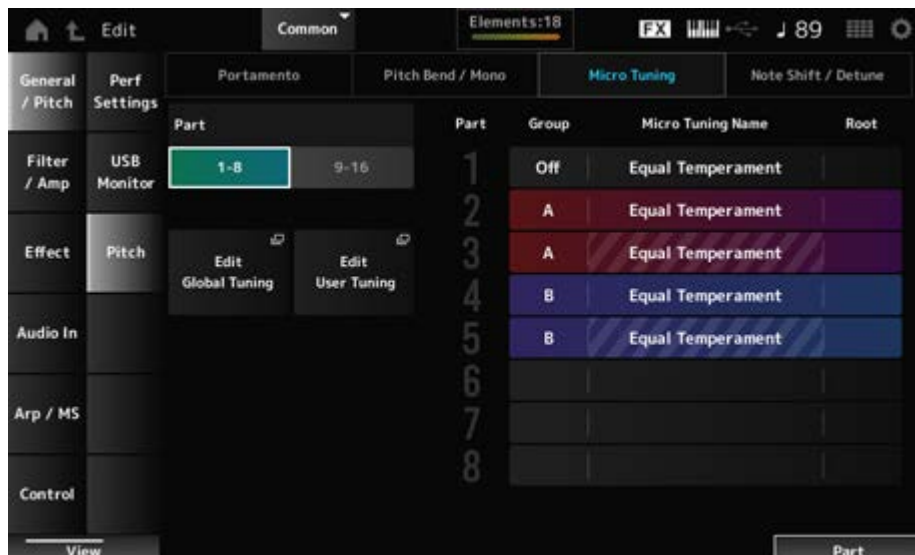 Edit Common Elements:18 FX 89
General / Pitch
Perf Settings
Portamento Pitch Bend / Mono Micro Tuning Note Shift / Detune
Part
Part Group Micro Tuning Name Root
Filter / Amp
USB Monitor
1-8 9-16
1 Off Equal Temperament
2 A Equal Temperament
Effect
Pitch
Edit Global Tuning
Edit User Tuning
3 A Equal Temperament
4 B Equal Temperament
Audio In
5 B Equal Temperament
6
Arp / MS
7
8
Control
View
Part